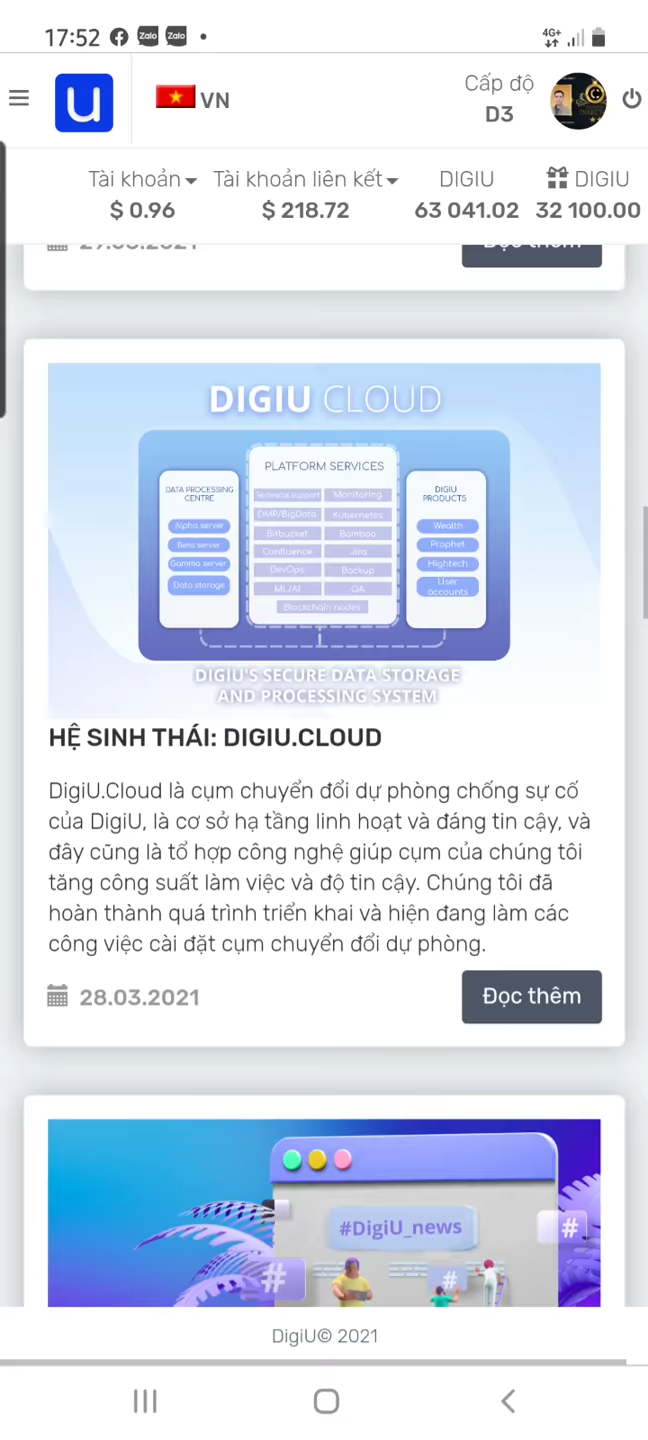 17:52
Zalo Zalo
4G+
U
VN
Cấp độ
D3
Tài khoản
$ 0.96
Tài khoản liên kết
$ 218.72
DIGIU
63 041.02
DIGIU
32 100.00
Đọc thêm
DIGIU CLOUD
DATA PROCESSING
CENTRE
Alpha server
Beta server
Gamma server
Data storage
PLATFORM SERVICES
Technical support Monitoring
DMP/BigData Kubernetes
Bitbucket Bamboo
Confluence Jira
DevOps Backup
ML/AI QA
Blockchain nodes
DIGIU
PRODUCTS
Wealth
Prophet
Hightech
User
accounts
DIGIU'S SECURE DATA STORAGE
AND PROCESSING SYSTEM
HỆ SINH THÁI: DIGIU.CLOUD
DigiU.Cloud là cụm chuyển đổi dự phòng chống sự cố
của DigiU, là cơ sở hạ tầng linh hoạt và đáng tin cậy, và
đây cũng là tổ hợp công nghệ giúp cụm của chúng tôi
tăng công suất làm việc và độ tin cậy. Chúng tôi đã
hoàn thành quá trình triển khai và hiện đang làm các
công việc cài đặt cụm chuyển đổi dự phòng.
28.03.2021
Đọc thêm
#DigiU_news
#
#
#
DigiU© 2021